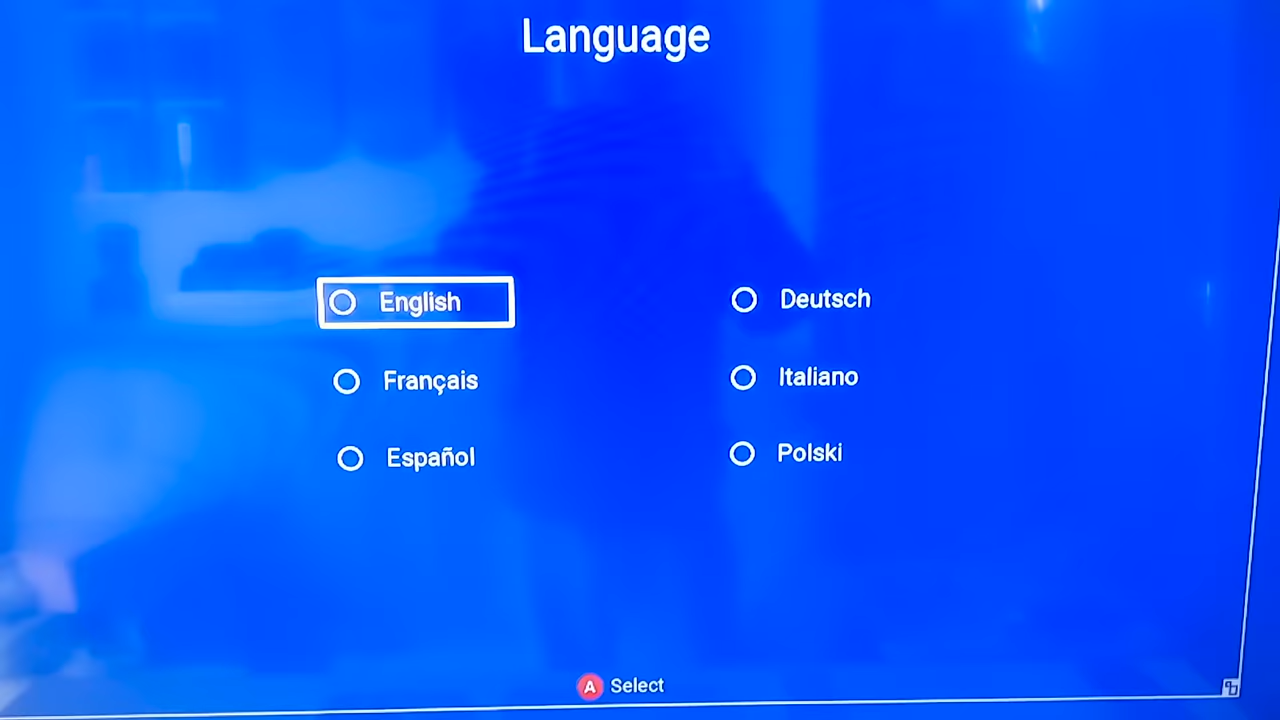 Language
English
Deutsch
Français
Italiano
Español
Polski
A Select